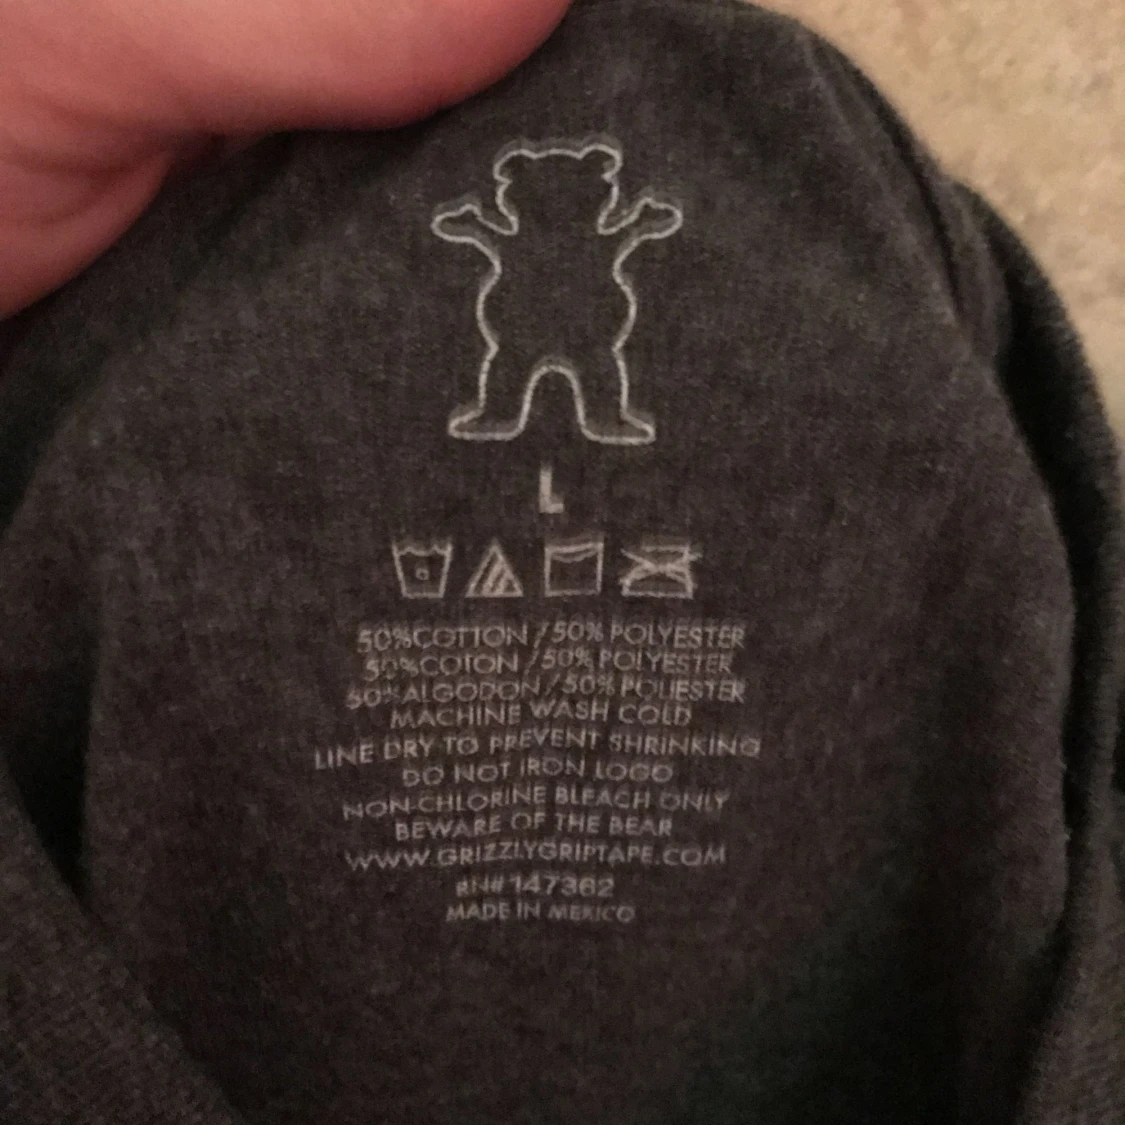 L
50%COTTON/50% POLYESTER
50%COTON/50% POLYESTER
50%ALGODON/50% POLIESTER
MACHINE WASH COLD
LINE DRY TO PREVENT SHRINKING
DO NOT IRON LOGO
NON-CHLORINE BLEACH ONLY
BEWARE OF THE BEAR
WWW.GRIZZLYGRIPTAPE.COM
RN#147362
MADE IN MEXICO